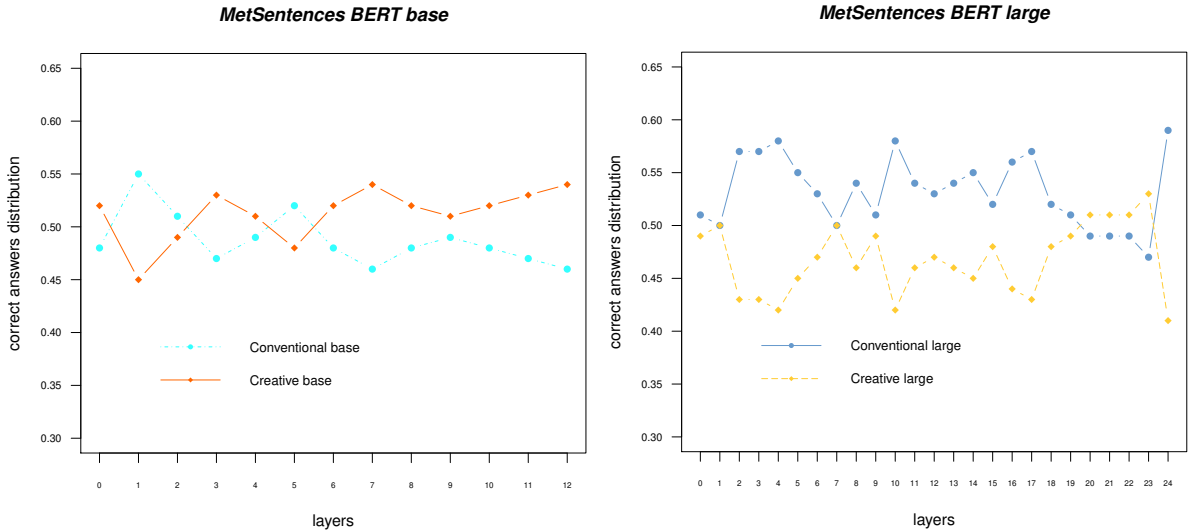 MetSentences BERT base
correct answers distribution
0.65
0.60
0.55
0.50
0.45
0.40
0.35
0.30
Conventional base
Creative base
0 1 2 3 4 5 6 7 8 9 10 11 12
layers
MetSentences BERT large
correct answers distribution
0.65
0.60
0.55
0.50
0.45
0.40
0.35
0.30
Conventional large
Creative large
0 1 2 3 4 5 6 7 8 9 10 11 12 13 14 15 16 17 18 19 20 21 22 23 24
layers